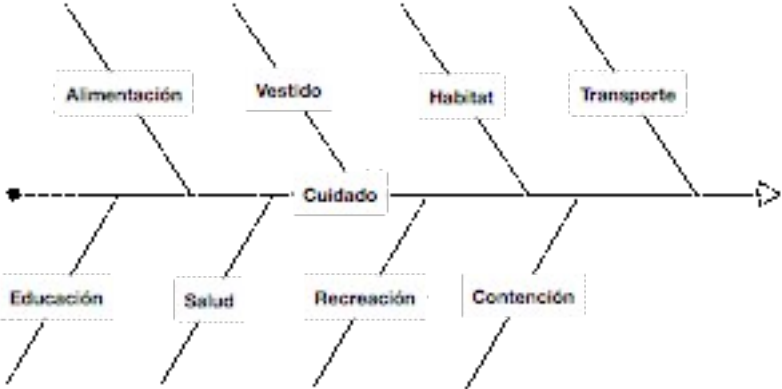 Alimentación
Vestido
Habitat
Transporte
Cuidado
Educación
Salud
Recreación
Contención